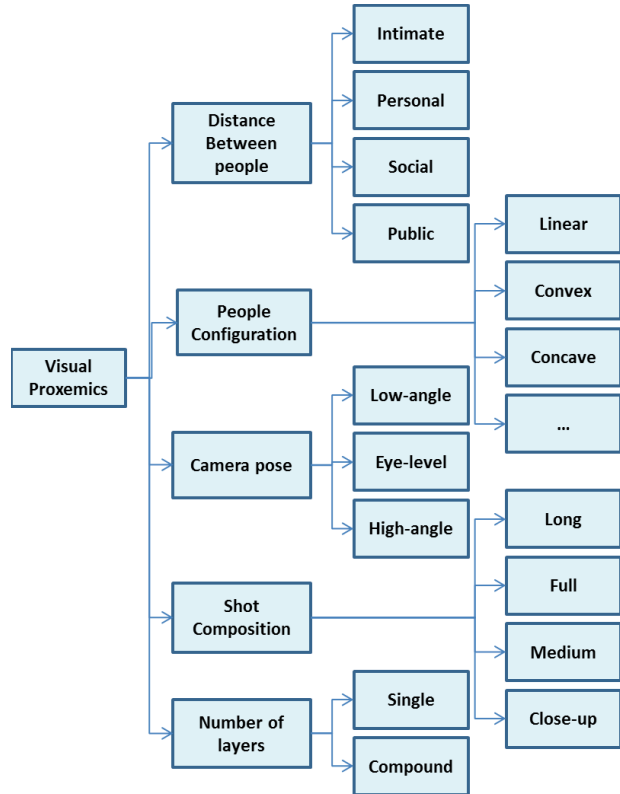 Visual
Proxemics
Distance
Between
people
Intimate
Personal
Social
Public
People
Configuration
Linear
Convex
Concave
...
Camera pose
Low-angle
Eye-level
High-angle
Shot
Composition
Long
Full
Medium
Close-up
Number of
layers
Single
Compound